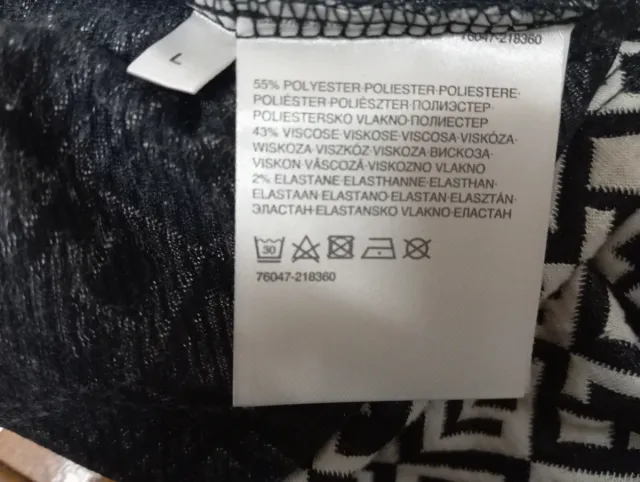 76047-218360
L
55% POLYESTER·POLIESTER·POLIESTERE·
POLIÉSTER·POLIÉSZTER·ПОЛИЭСТЕР·
POLIESTERSKO VLAKNO·ПОЛИЕСТЕР
43% VISCOSE·VISKOSE·VISCOSA·VISKÓZA·
WISKOZA·VISZKÓZ·VISKOZA·ВИСКОЗА·
VISKON·VÂSCOZĂ·VISKOZNO VLAKNO
2% ELASTANE·ELASTHANNE·ELASTHAN·
ELASTAAN·ELASTANO·ELASTAN·ELASZTÁN·
ЭЛАСТАН·ELASTANSKO VLAKNO·ЕЛАСТАН
30
76047-218360